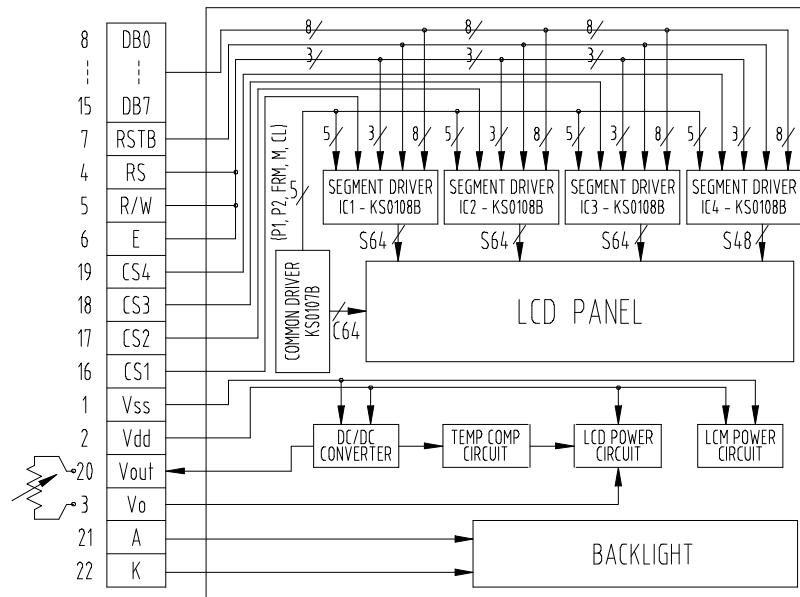 8 DB0
15 DB7
7 RSTB
4 RS
5 R/W
6 E
19 CS4
18 CS3
17 CS2
16 CS1
1 Vss
2 Vdd
20 Vout
3 Vo
21 A
22 K
8 8 8
3 3 3
5 3 8 5 3 8 5 3 8 5 3 8
(P1, P2, FRM, M, CL)
5
SEGMENT DRIVER
IC1 - KS0108B
SEGMENT DRIVER
IC2 - KS0108B
SEGMENT DRIVER
IC3 - KS0108B
SEGMENT DRIVER
IC4 - KS0108B
S64 S64 S64 S48
COMMON DRIVER
KS0107B
C64
LCD PANEL
DC/DC
CONVERTER
TEMP COMP
CIRCUIT
LCD POWER
CIRCUIT
LCM POWER
CIRCUIT
BACKLIGHT